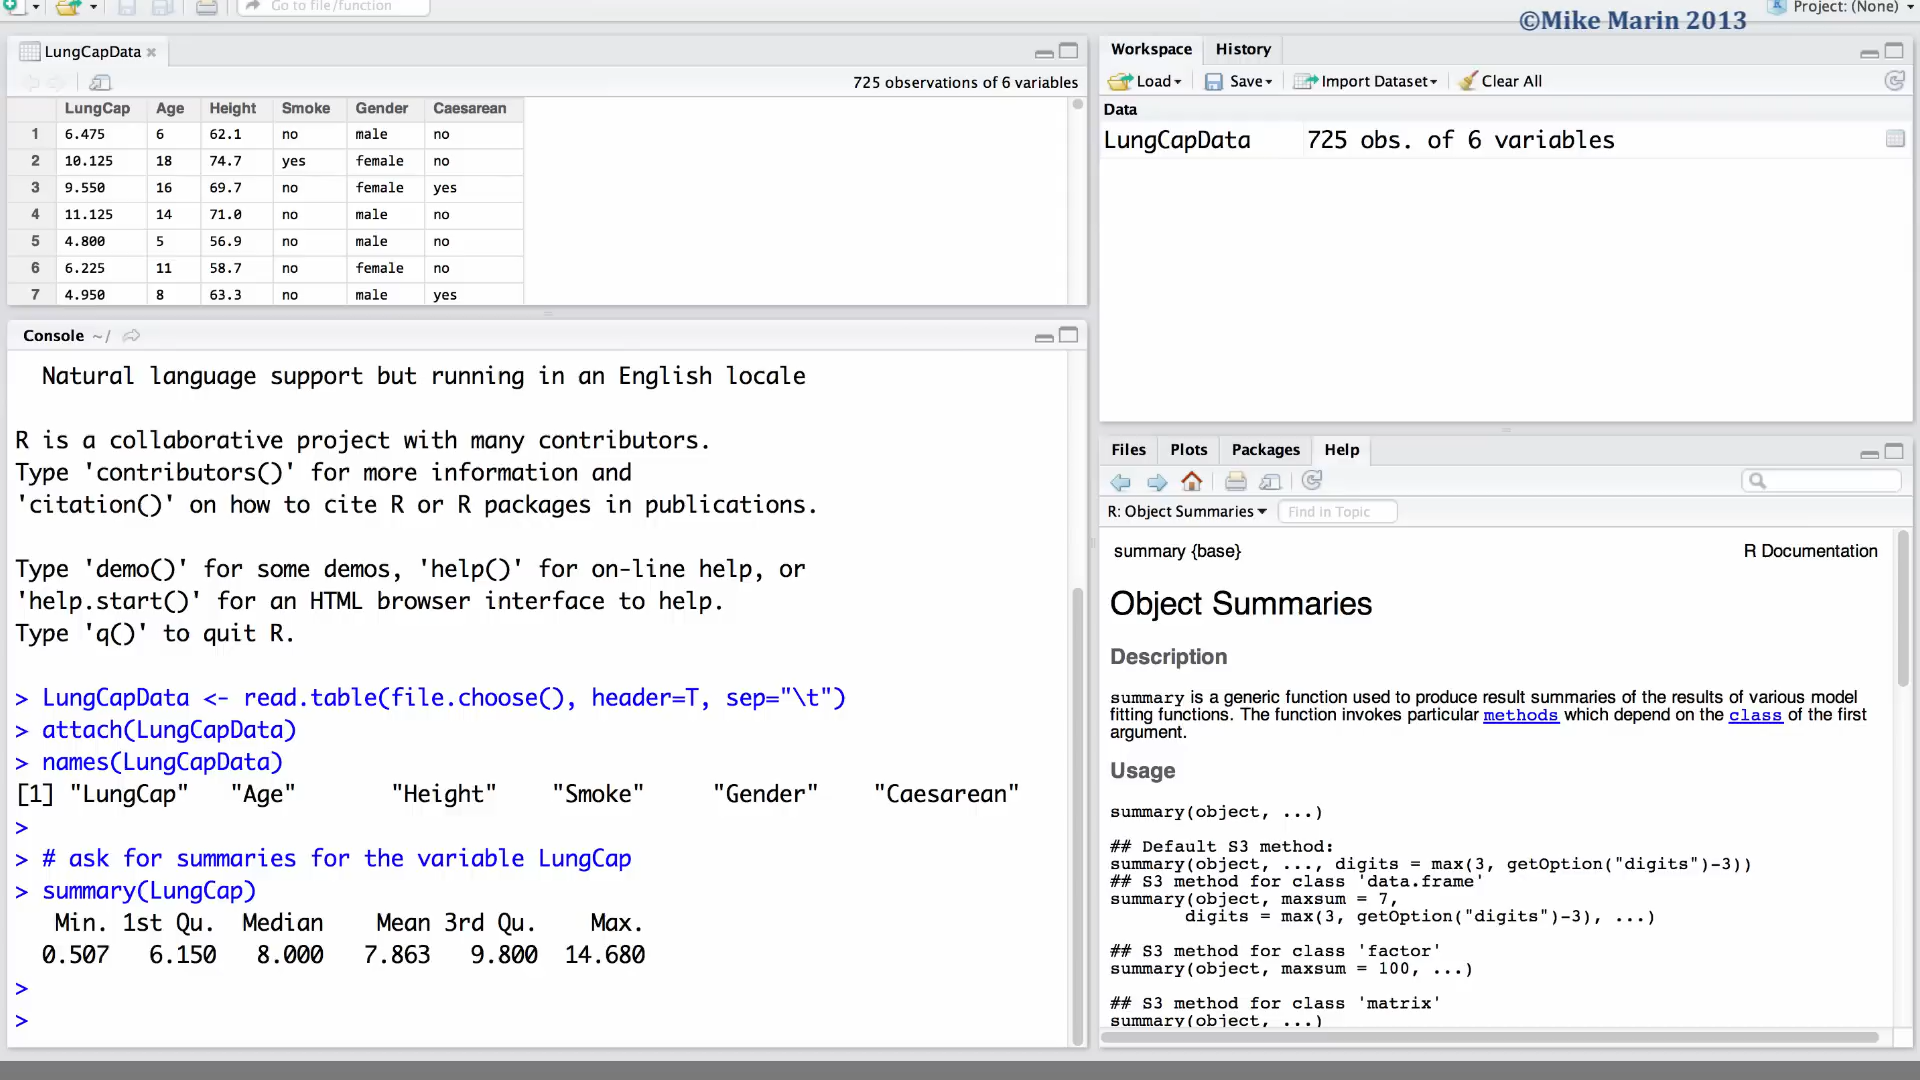 Go to file/function
©Mike Marin 2013
Project: (None)
LungCapData
725 observations of 6 variables
LungCap Age Height Smoke Gender Caesarean
1 6.475 6 62.1 no male no
2 10.125 18 74.7 yes female no
3 9.550 16 69.7 no female yes
4 11.125 14 71.0 no male no
5 4.800 5 56.9 no male no
6 6.225 11 58.7 no female no
7 4.950 8 63.3 no male yes
Console ~/
Natural language support but running in an English locale
R is a collaborative project with many contributors.
Type 'contributors()' for more information and
'citation()' on how to cite R or R packages in publications.
Type 'demo()' for some demos, 'help()' for on-line help, or
'help.start()' for an HTML browser interface to help.
Type 'q()' to quit R.
> LungCapData <- read.table(file.choose(), header=T, sep="\t")
> attach(LungCapData)
> names(LungCapData)
[1] "LungCap" "Age" "Height" "Smoke" "Gender" "Caesarean"
>
> # ask for summaries for the variable LungCap
> summary(LungCap)
Min. 1st Qu. Median Mean 3rd Qu. Max.
0.507 6.150 8.000 7.863 9.800 14.680
>
>
Workspace History
Load Save Import Dataset Clear All
Data
LungCapData 725 obs. of 6 variables
Files Plots Packages Help
R: Object Summaries Find in Topic
summary {base} R Documentation
Object Summaries
Description
summary is a generic function used to produce result summaries of the results of various model
fitting functions. The function invokes particular methods which depend on the class of the first
argument.
Usage
summary(object, ...)
## Default S3 method:
summary(object, ..., digits = max(3, getOption("digits")-3))
## S3 method for class 'data.frame'
summary(object, maxsum = 7,
digits = max(3, getOption("digits")-3), ...)
## S3 method for class 'factor'
summary(object, maxsum = 100, ...)
## S3 method for class 'matrix'
summary(object, ...)